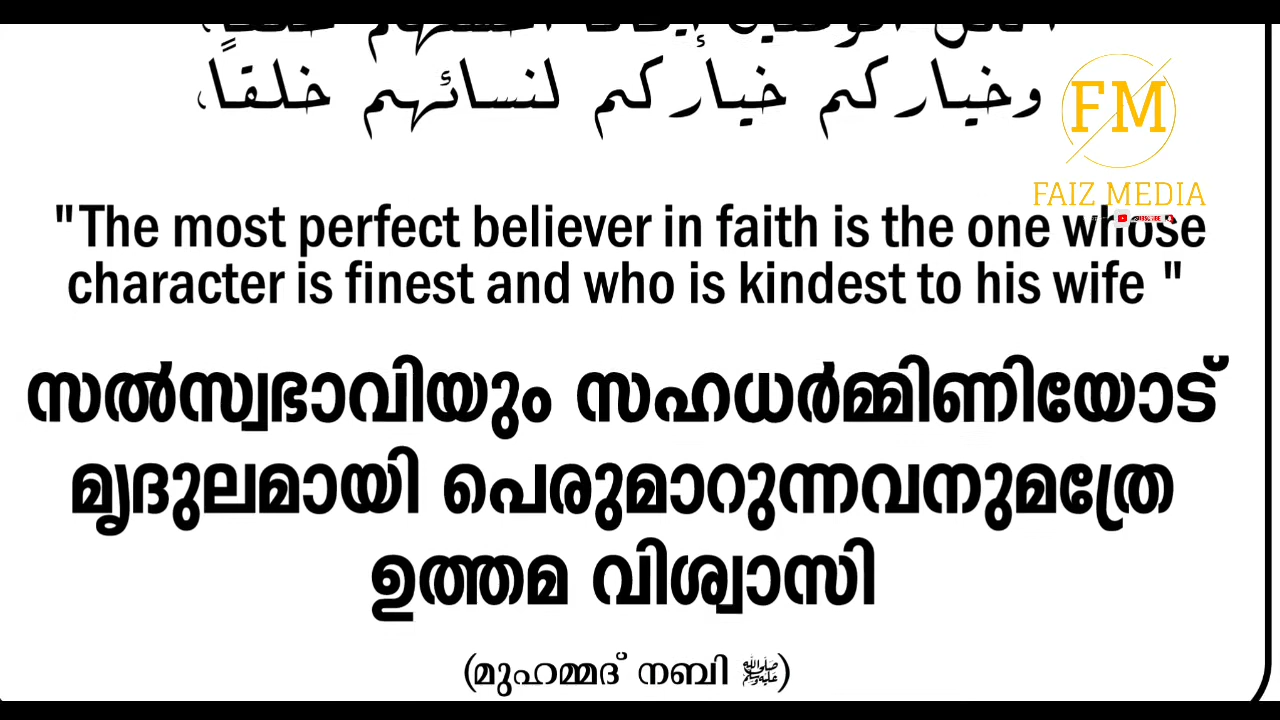 وخياركم خياركم لنسائهم خلقاً،
FM
FAIZ MEDIA
"The most perfect believer in faith is the one whose
character is finest and who is kindest to his wife "
സൽസ്വഭാവിയും സഹധർമ്മിണിയോട്
മൃദുലമായി പെരുമാറുന്നവനുമത്രേ
ഉത്തമ വിശ്വാസി
(മുഹമ്മദ് നബി ﷺ)